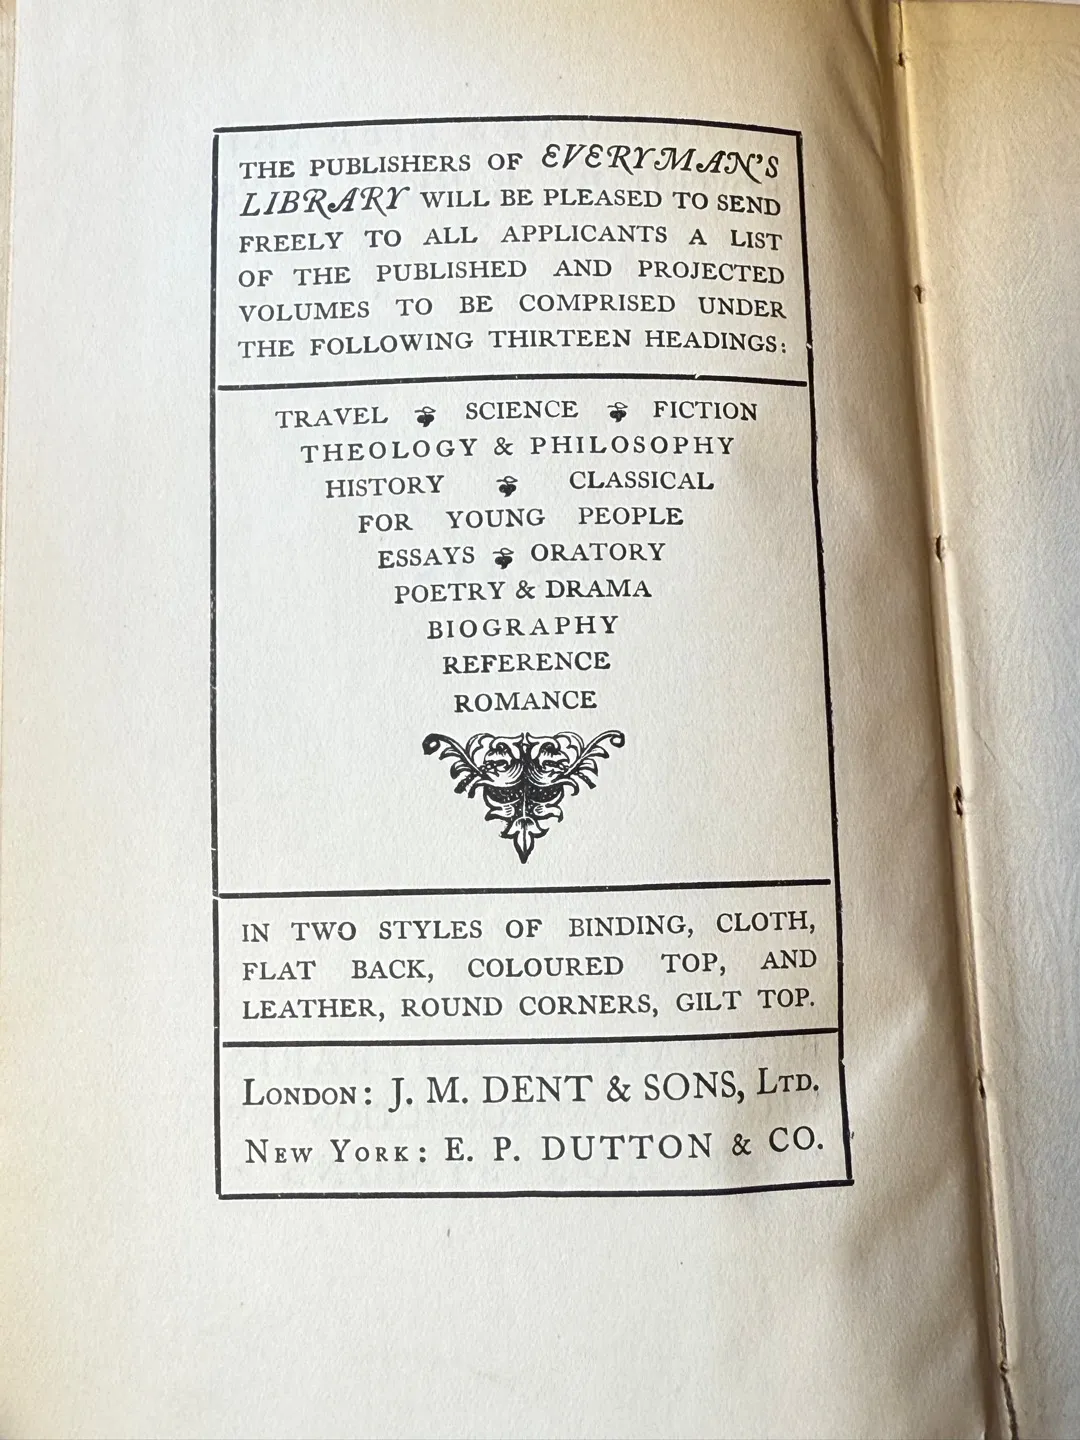 THE PUBLISHERS OF EVERYMAN'S
LIBRARY WILL BE PLEASED TO SEND
FREELY TO ALL APPLICANTS A LIST
OF THE PUBLISHED AND PROJECTED
VOLUMES TO BE COMPRISED UNDER
THE FOLLOWING THIRTEEN HEADINGS:
TRAVEL SCIENCE FICTION
THEOLOGY & PHILOSOPHY
HISTORY CLASSICAL
FOR YOUNG PEOPLE
ESSAYS ORATORY
POETRY & DRAMA
BIOGRAPHY
REFERENCE
ROMANCE
IN TWO STYLES OF BINDING, CLOTH,
FLAT BACK, COLOURED TOP, AND
LEATHER, ROUND CORNERS, GILT TOP.
LONDON: J. M. DENT & SONS, LTD.
NEW YORK: E. P. DUTTON & CO.